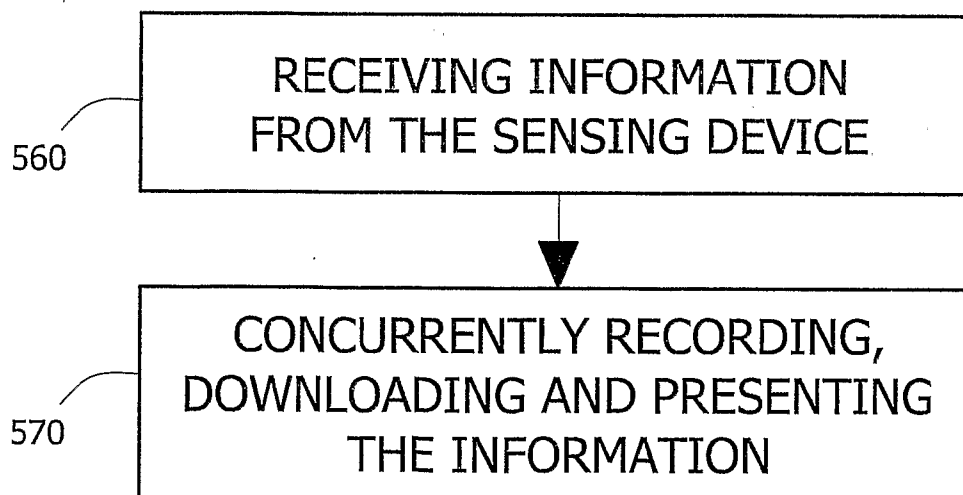 RECEIVING INFORMATION
FROM THE SENSING DEVICE
560
CONCURRENTLY RECORDING,
DOWNLOADING AND PRESENTING
THE INFORMATION
570